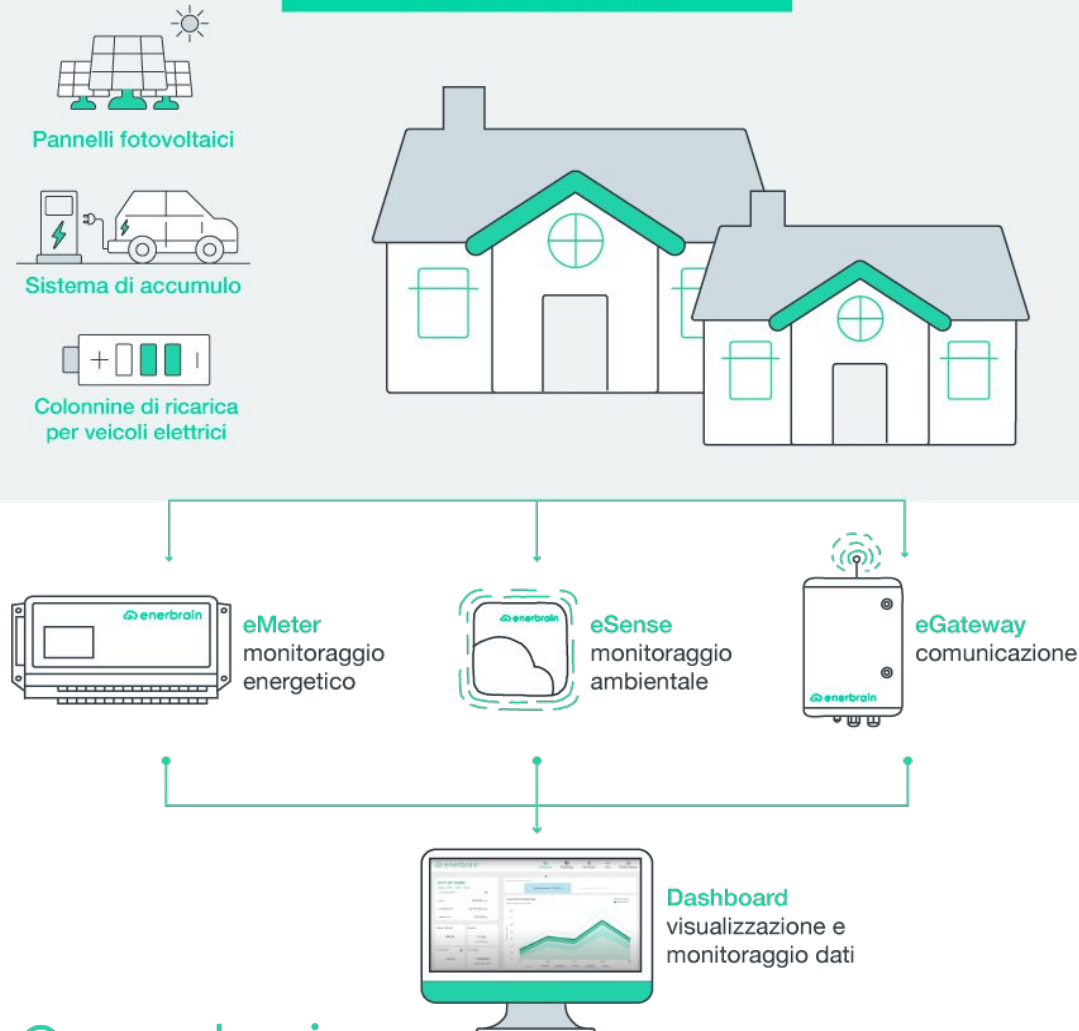 Pannelli fotovoltaici
Sistema di accumulo
Colonnine di ricarica
per veicoli elettrici
enerbrain
eMeter
monitoraggio
energetico
enerbrain
eSense
monitoraggio
ambientale
enerbrain
eGateway
comunicazione
enerbrain
Dashboard
visualizzazione e
monitoraggio dati